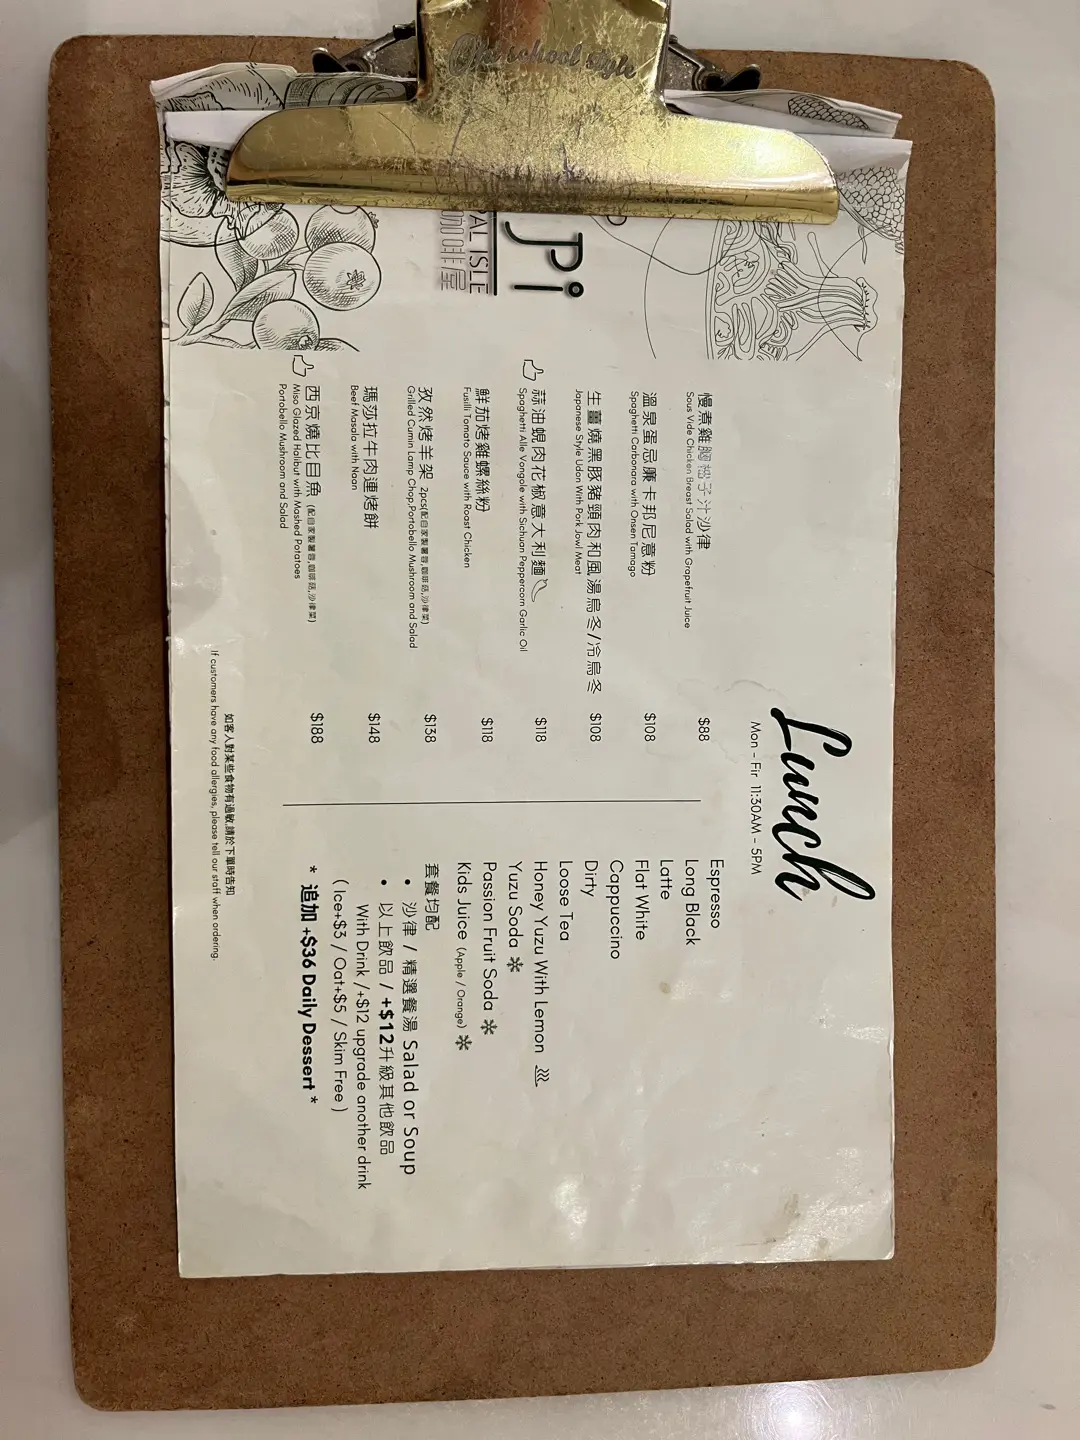 Old school style
PAL ISLE
咖啡屋
Pi
Lunch
Mon - Fir 11:30AM - 5PM
慢煮雞胸柚子汁沙律 $88
Sous Vide Chicken Breast Salad with Grapefruit Juice
溫泉蛋忌廉卡邦尼意粉 $108
Spaghetti Carbonara with Onsen Tamago
生薑燒黑豚豬頸肉和風湯烏冬/冷烏冬 $108
Japanese Style Udon With Pork Jowl Meat
蒜油蜆肉花椒意大利麵 $118
Spaghetti Alle Vongole with Sichuan Peppercorn Garlic Oil
鮮茄烤雞螺絲粉 $118
Fusilli Tomato Sauce with Roast Chicken
孜然烤羊架 2pcs(配自家製薯蓉,啡菇,沙律菜) $138
Grilled Cumin Lamp Chop,Portobello Mushroom and Salad
瑪莎拉牛肉連烤餅 $148
Beef Masala with Naan
西京燒比目魚 (配自家製薯蓉,啡菇,沙律菜) $188
Miso Glazed Halibut with Mashed Potatoes
Portobello Mushroom and Salad
Espresso
Long Black
Latte
Flat White
Cappuccino
Dirty
Loose Tea
Honey Yuzu With Lemon
Yuzu Soda
Passion Fruit Soda
Kids Juice (Apple / Orange)
套餐均配
• 沙律 / 精選餐湯 Salad or Soup
• 以上飲品 / +$12升級其他飲品
With Drink /+$12 upgrade another drink
( Ice+$3 / Oat+$5 / Skim Free )
* 追加 +$36 Daily Dessert *
如客人對某些食物有過敏,請於下單時告知
If customers have any food allergies, please tell our staff when ordering.